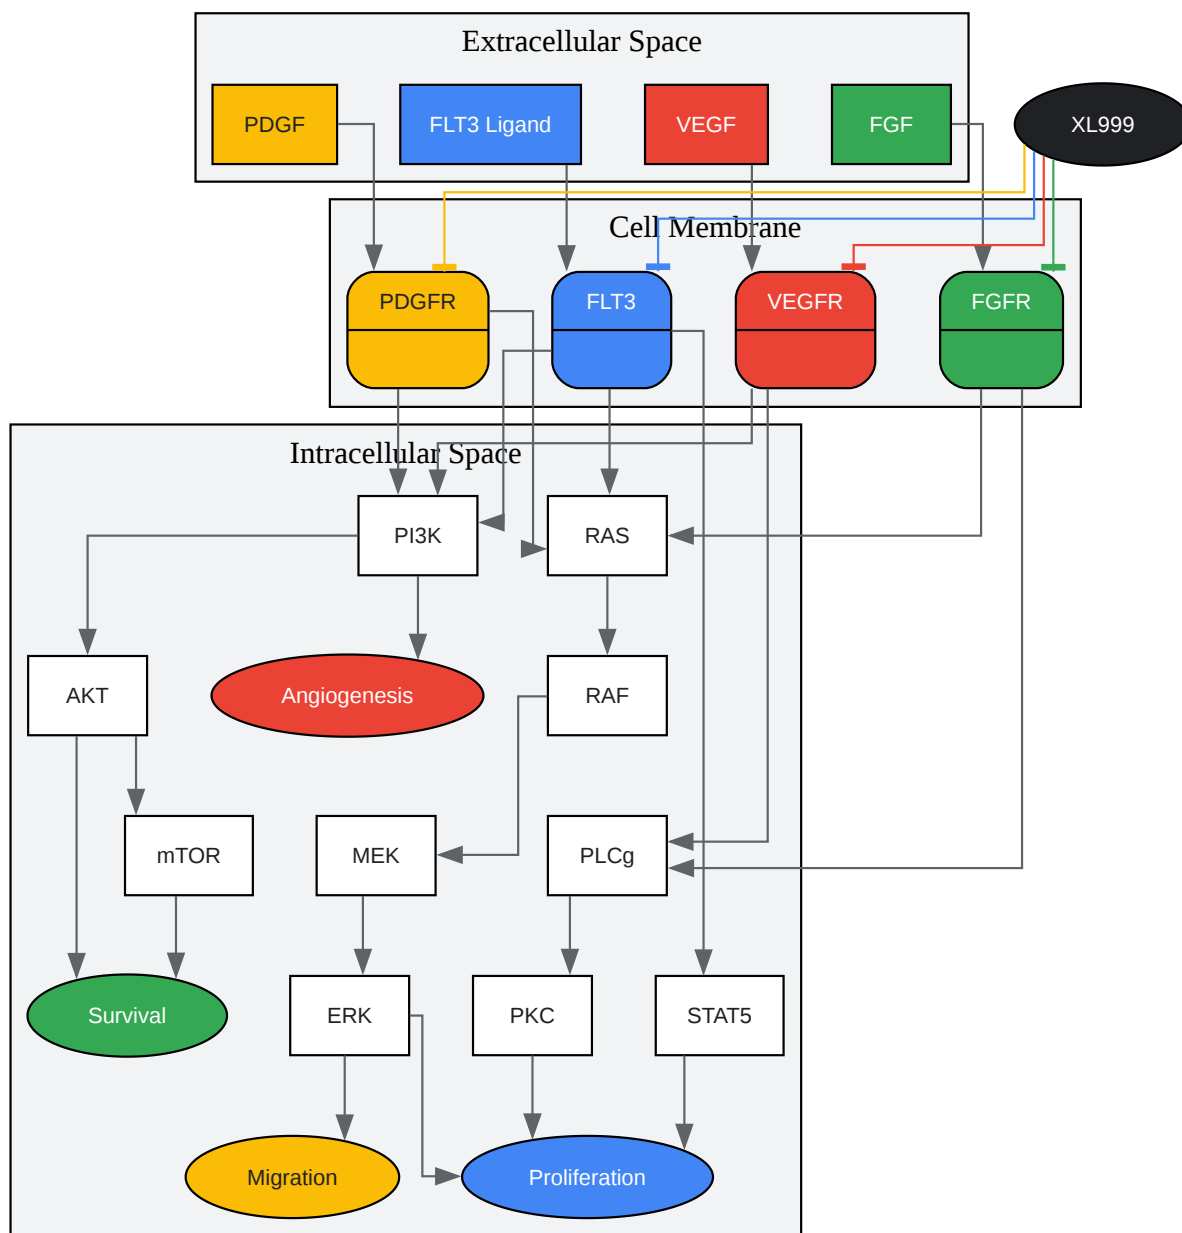 Extracellular Space
PDGF
FLT3 Ligand
VEGF
FGF
XL999
Cell Membrane
PDGFR
FLT3
VEGFR
FGFR
Intracellular Space
PI3K
RAS
AKT
Angiogenesis
RAF
mTOR
MEK
PLCg
Survival
ERK
PKC
STAT5
Migration
Proliferation